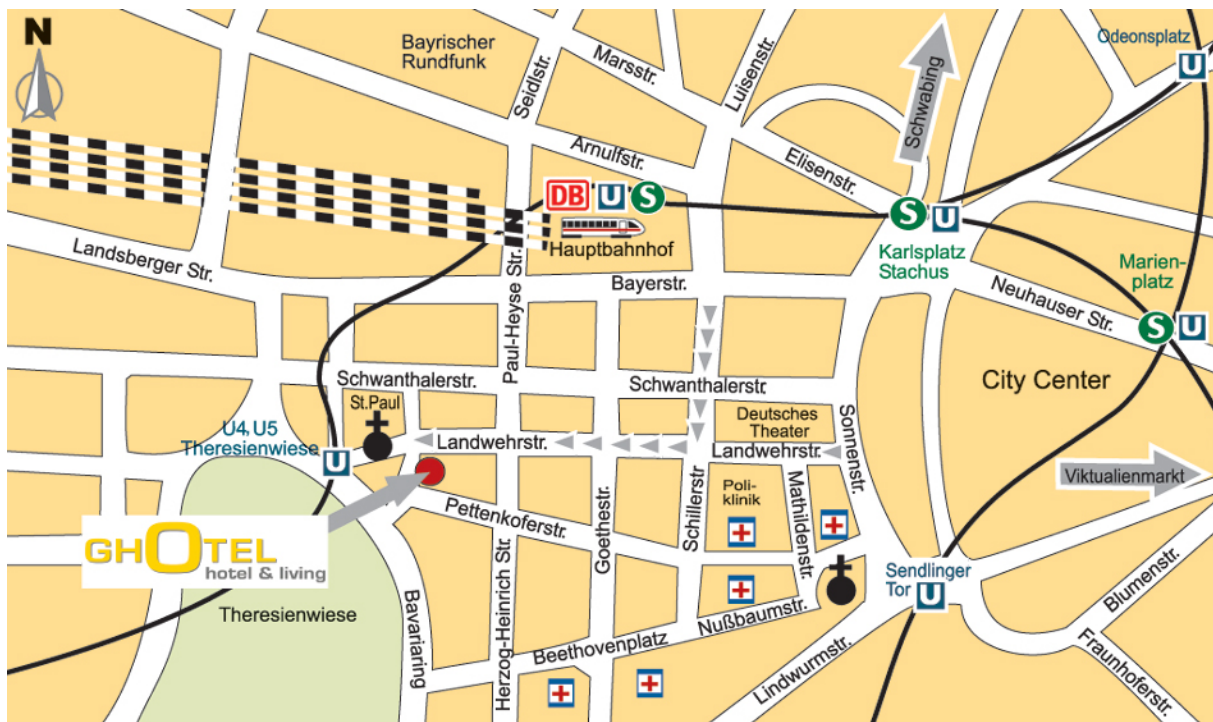 N
Bayrischer
Rundfunk
Seidlstr.
Marsstr.
Luisenstr.
Schwabing
Odeonsplatz
U
Arnulfstr.
Elisenstr.
DB U S
Hauptbahnhof
S U
Karlsplatz
Stachus
Marien-
platz
S U
Landsberger Str.
Paul-Heyse Str.
Bayerstr.
Neuhauser Str.
Schwanthalerstr.
Schwanthalerstr.
City Center
St.Paul
U4, U5
Theresienwiese
U
Landwehrstr.
Deutsches
Theater
Landwehrstr.
Sonnenstr.
Viktualienmarkt
Poli-
klinik
Mathildenstr.
Schillerstr
Goethestr.
Pettenkoferstr.
GHOTEL
hotel & living
Theresienwiese
Bavariaring
Herzog-Heinrich Str.
Beethovenplatz
Nußbaumstr.
Sendlinger
Tor
U
Lindwurmstr.
Blumenstr.
Fraunhoferstr.